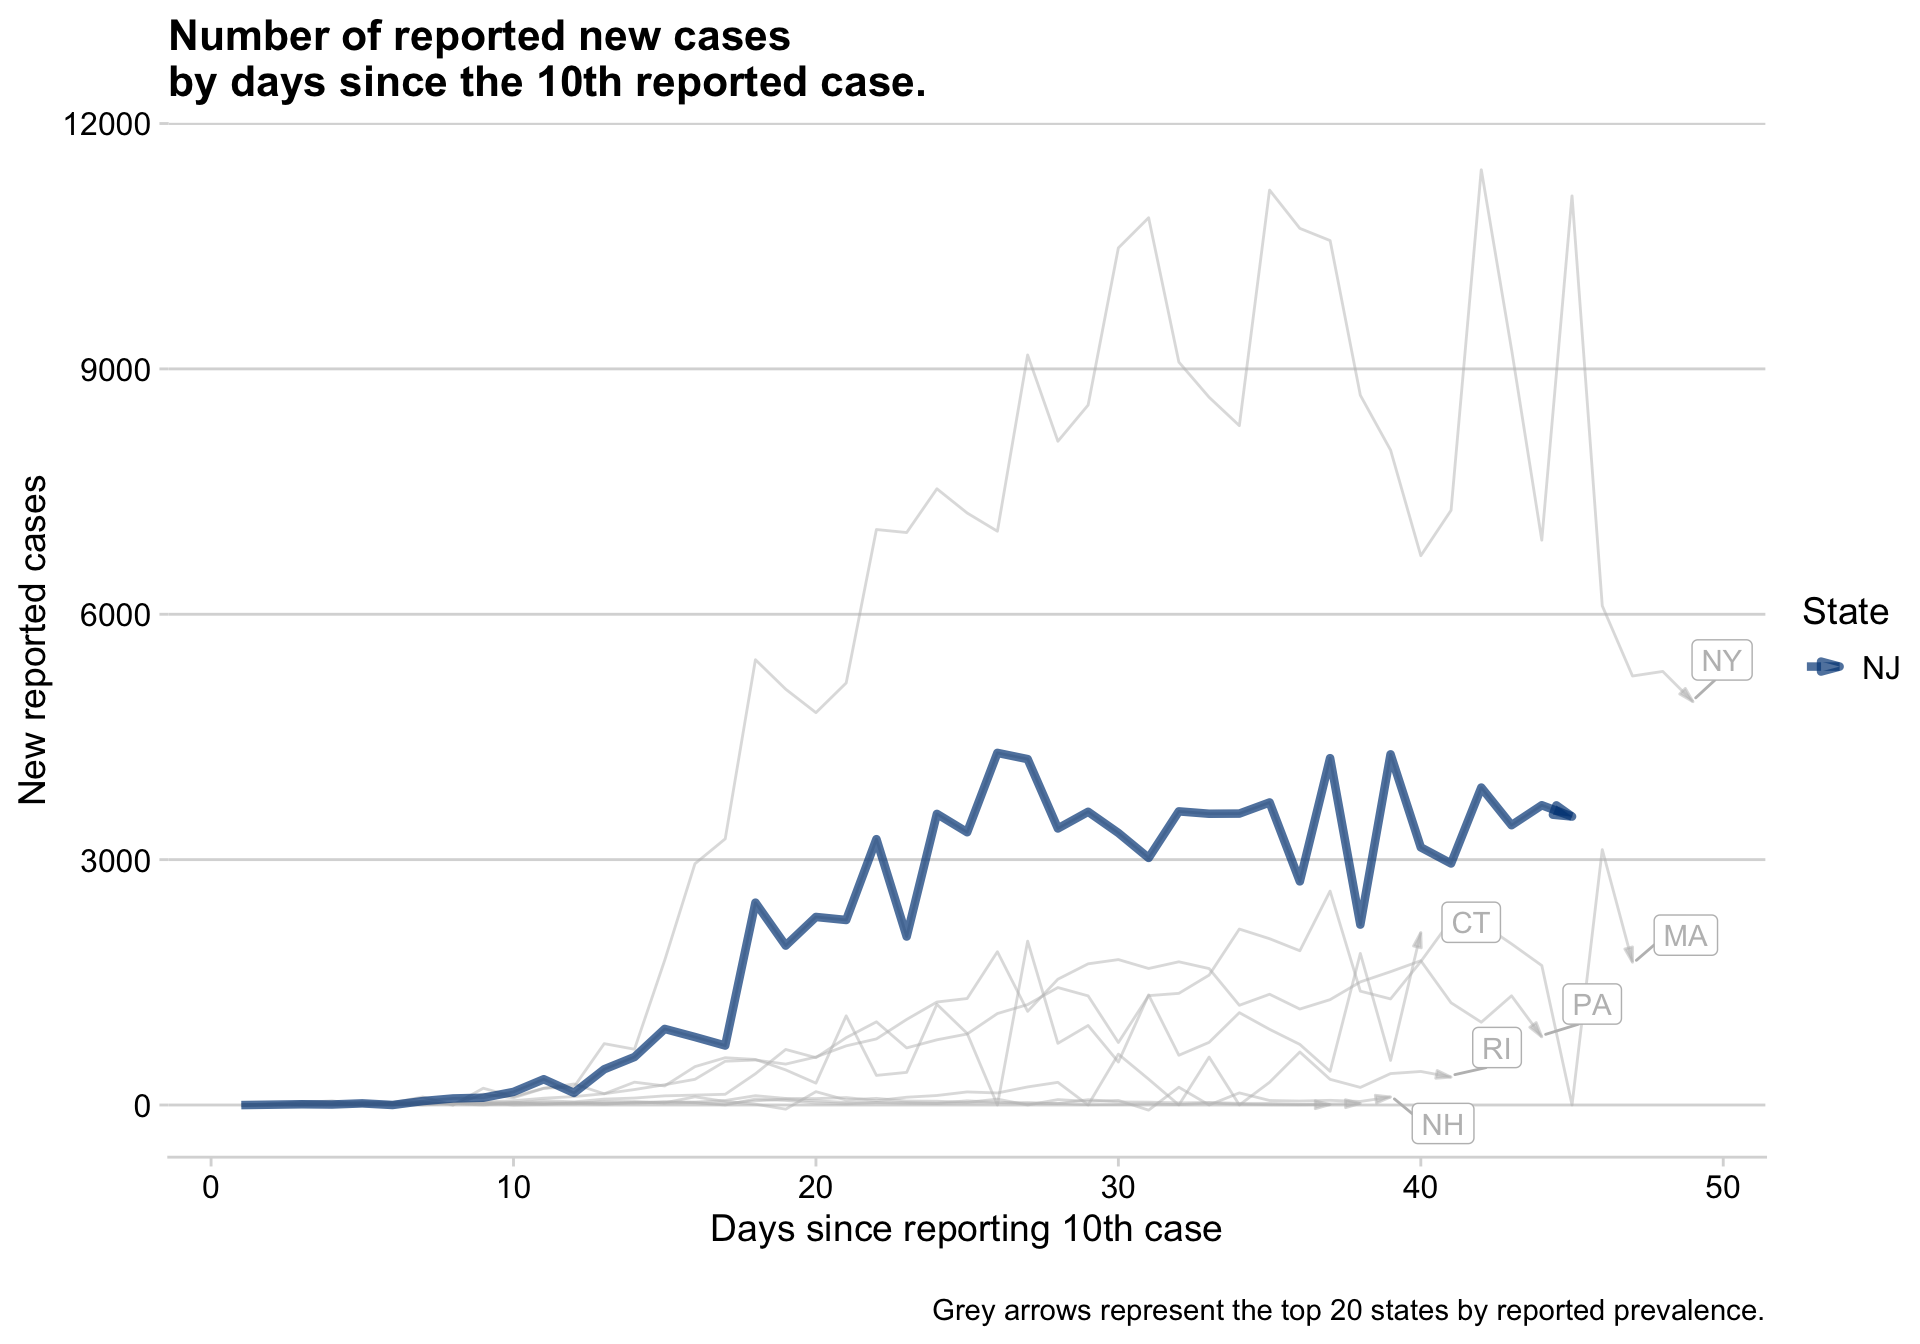 Number of reported new cases
by days since the 10th reported case.
12000
9000
6000
3000
0
New reported cases
NY
CT
MA
PA
RI
NH
State
NJ
0 10 20 30 40 50
Days since reporting 10th case
Grey arrows represent the top 20 states by reported prevalence.